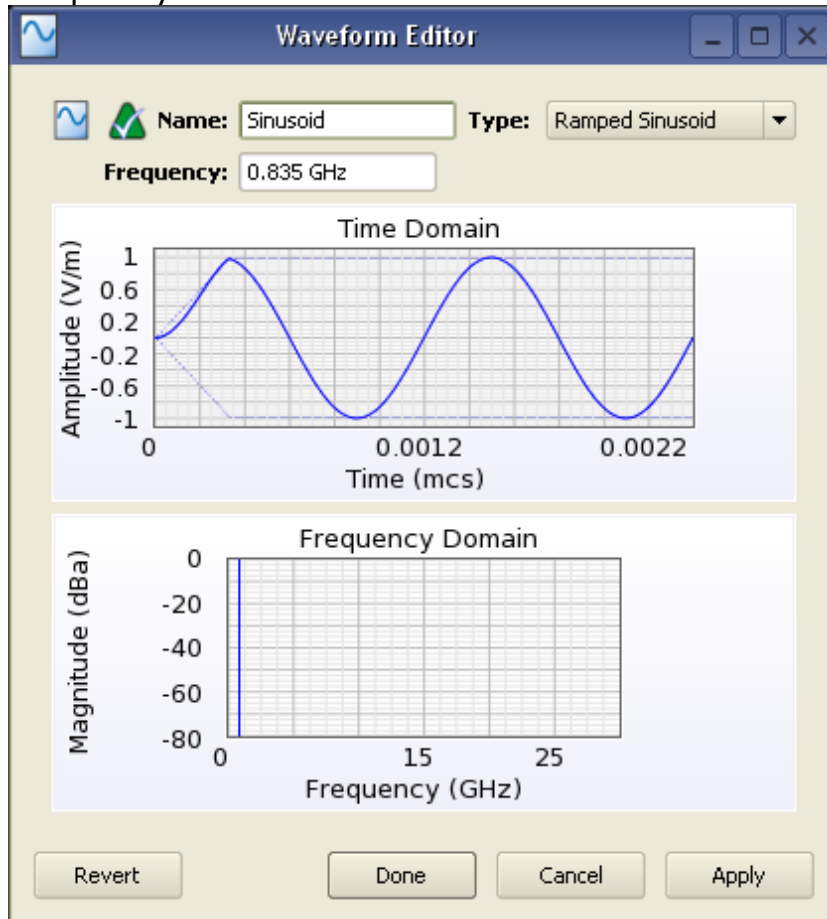 Waveform Editor
Name: Sinusoid Type: Ramped Sinusoid
Frequency: 0.835 GHz
Time Domain
Amplitude (V/m)
1
0.6
0.2
-0.2
-0.6
-1
0 0.0012 0.0022
Time (mcs)
Frequency Domain
Magnitude (dBa)
0
-20
-40
-60
-80
0 15 25
Frequency (GHz)
Revert Done Cancel Apply